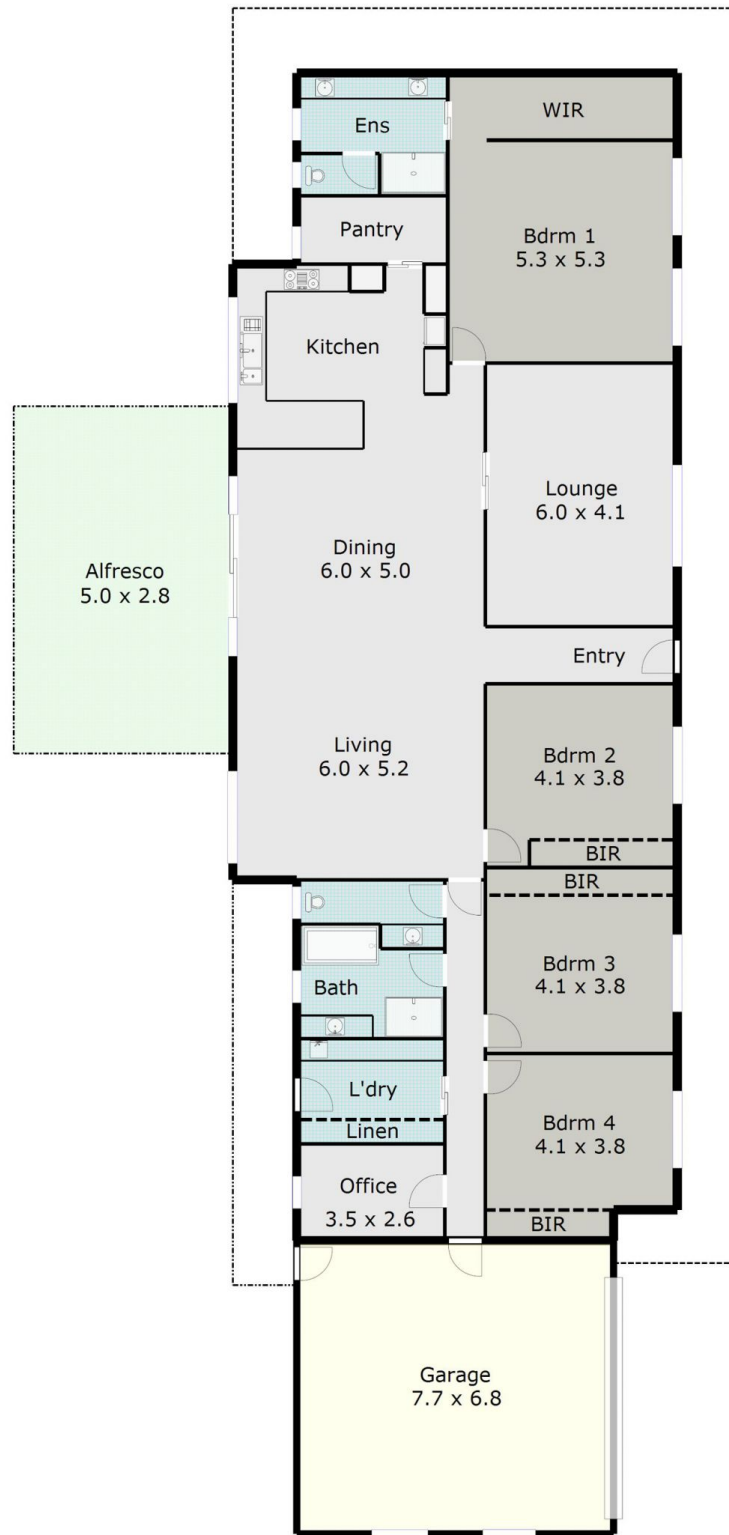 WIR
Ens
Pantry
Bdrm 1
5.3 x 5.3
Kitchen
Lounge
6.0 x 4.1
Dining
6.0 x 5.0
Alfresco
5.0 x 2.8
Entry
Living
6.0 x 5.2
Bdrm 2
4.1 x 3.8
BIR
BIR
Bdrm 3
4.1 x 3.8
Bath
L'dry
Linen
Bdrm 4
4.1 x 3.8
Office
3.5 x 2.6
BIR
Garage
7.7 x 6.8